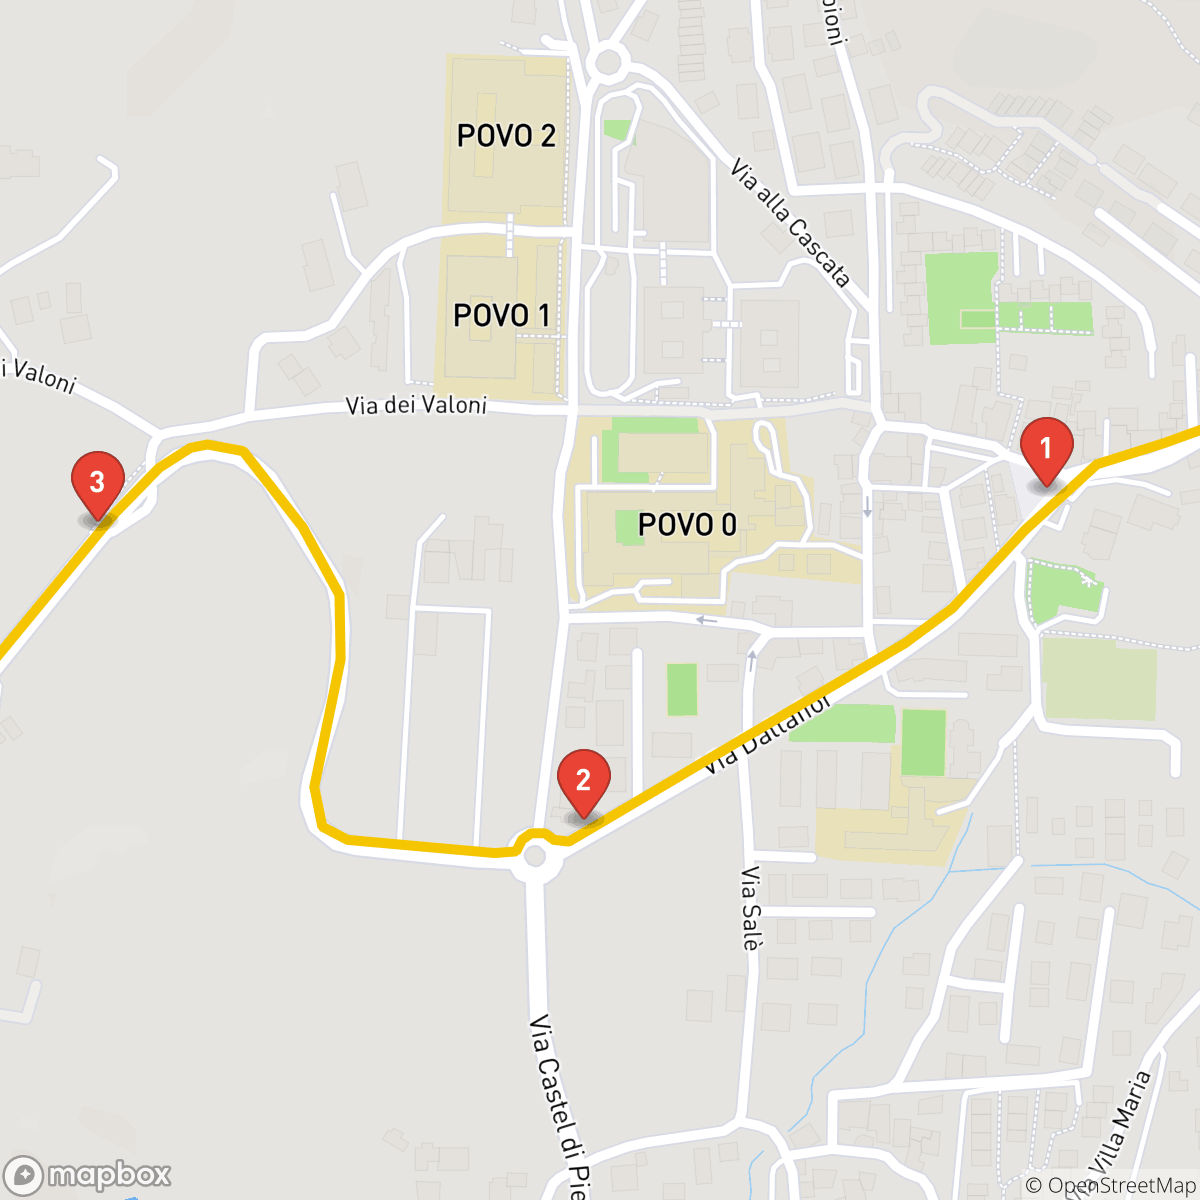 pioni
POVO 2
Via alla Cascata
POVO 1
i Valoni
Via dei Valoni
1
3
POVO 0
Via Dallafior
2
Via Salè
Via Castel di Pie
Villa Maria
mapbox
© OpenStreetMap